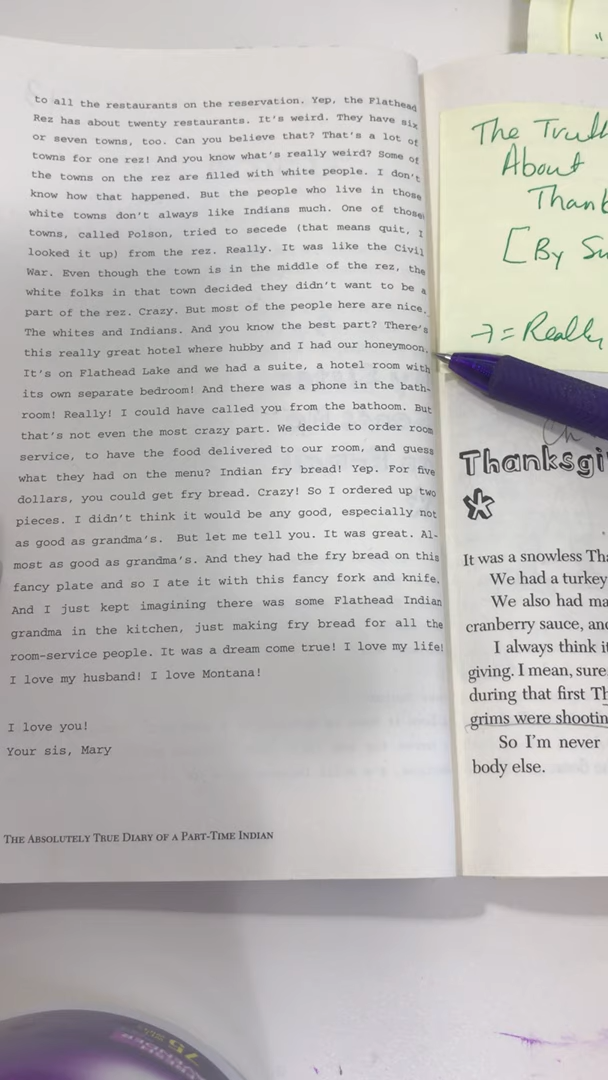 to all the restaurants on the reservation. Yep, the Flathead
Rez has about twenty restaurants. It's weird. They have six
or seven towns, too. Can you believe that? That's a lot of
towns for one rez! And you know what's really weird? Some of
the towns on the rez are filled with white people. I don't
know how that happened. But the people who live in those
white towns don't always like Indians much. One of those
towns, called Polson, tried to secede (that means quit, I
looked it up) from the rez. Really. It was like the Civil
War. Even though the town is in the middle of the rez, the
white folks in that town decided they didn't want to be a
part of the rez. Crazy. But most of the people here are nice.
The whites and Indians. And you know the best part? There's
this really great hotel where hubby and I had our honeymoon.
It's on Flathead Lake and we had a suite, a hotel room with
its own separate bedroom! And there was a phone in the bath-
room! Really! I could have called you from the bathoom. But
that's not even the most crazy part. We decide to order room
service, to have the food delivered to our room, and guess
what they had on the menu? Indian fry bread! Yep. For five
dollars, you could get fry bread. Crazy! So I ordered up two
pieces. I didn't think it would be any good, especially not
as good as grandma's. But let me tell you. It was great. Al-
most as good as grandma's. And they had the fry bread on this
fancy plate and so I ate it with this fancy fork and knife.
And I just kept imagining there was some Flathead Indian
grandma in the kitchen, just making fry bread for all the
room-service people. It was a dream come true! I love my life!
I love my husband! I love Montana!
I love you!
Your sis, Mary
THE ABSOLUTELY TRUE DIARY OF A PART-TIME INDIAN
The Truth
About
Thank
[By Su
→ = Really
Ch
Thanksgi
It was a snowless Tha
We had a turkey
We also had ma
cranberry sauce, and
I always think it
giving. I mean, sure
during that first Th
grims were shootin
So I'm never
body else.
75